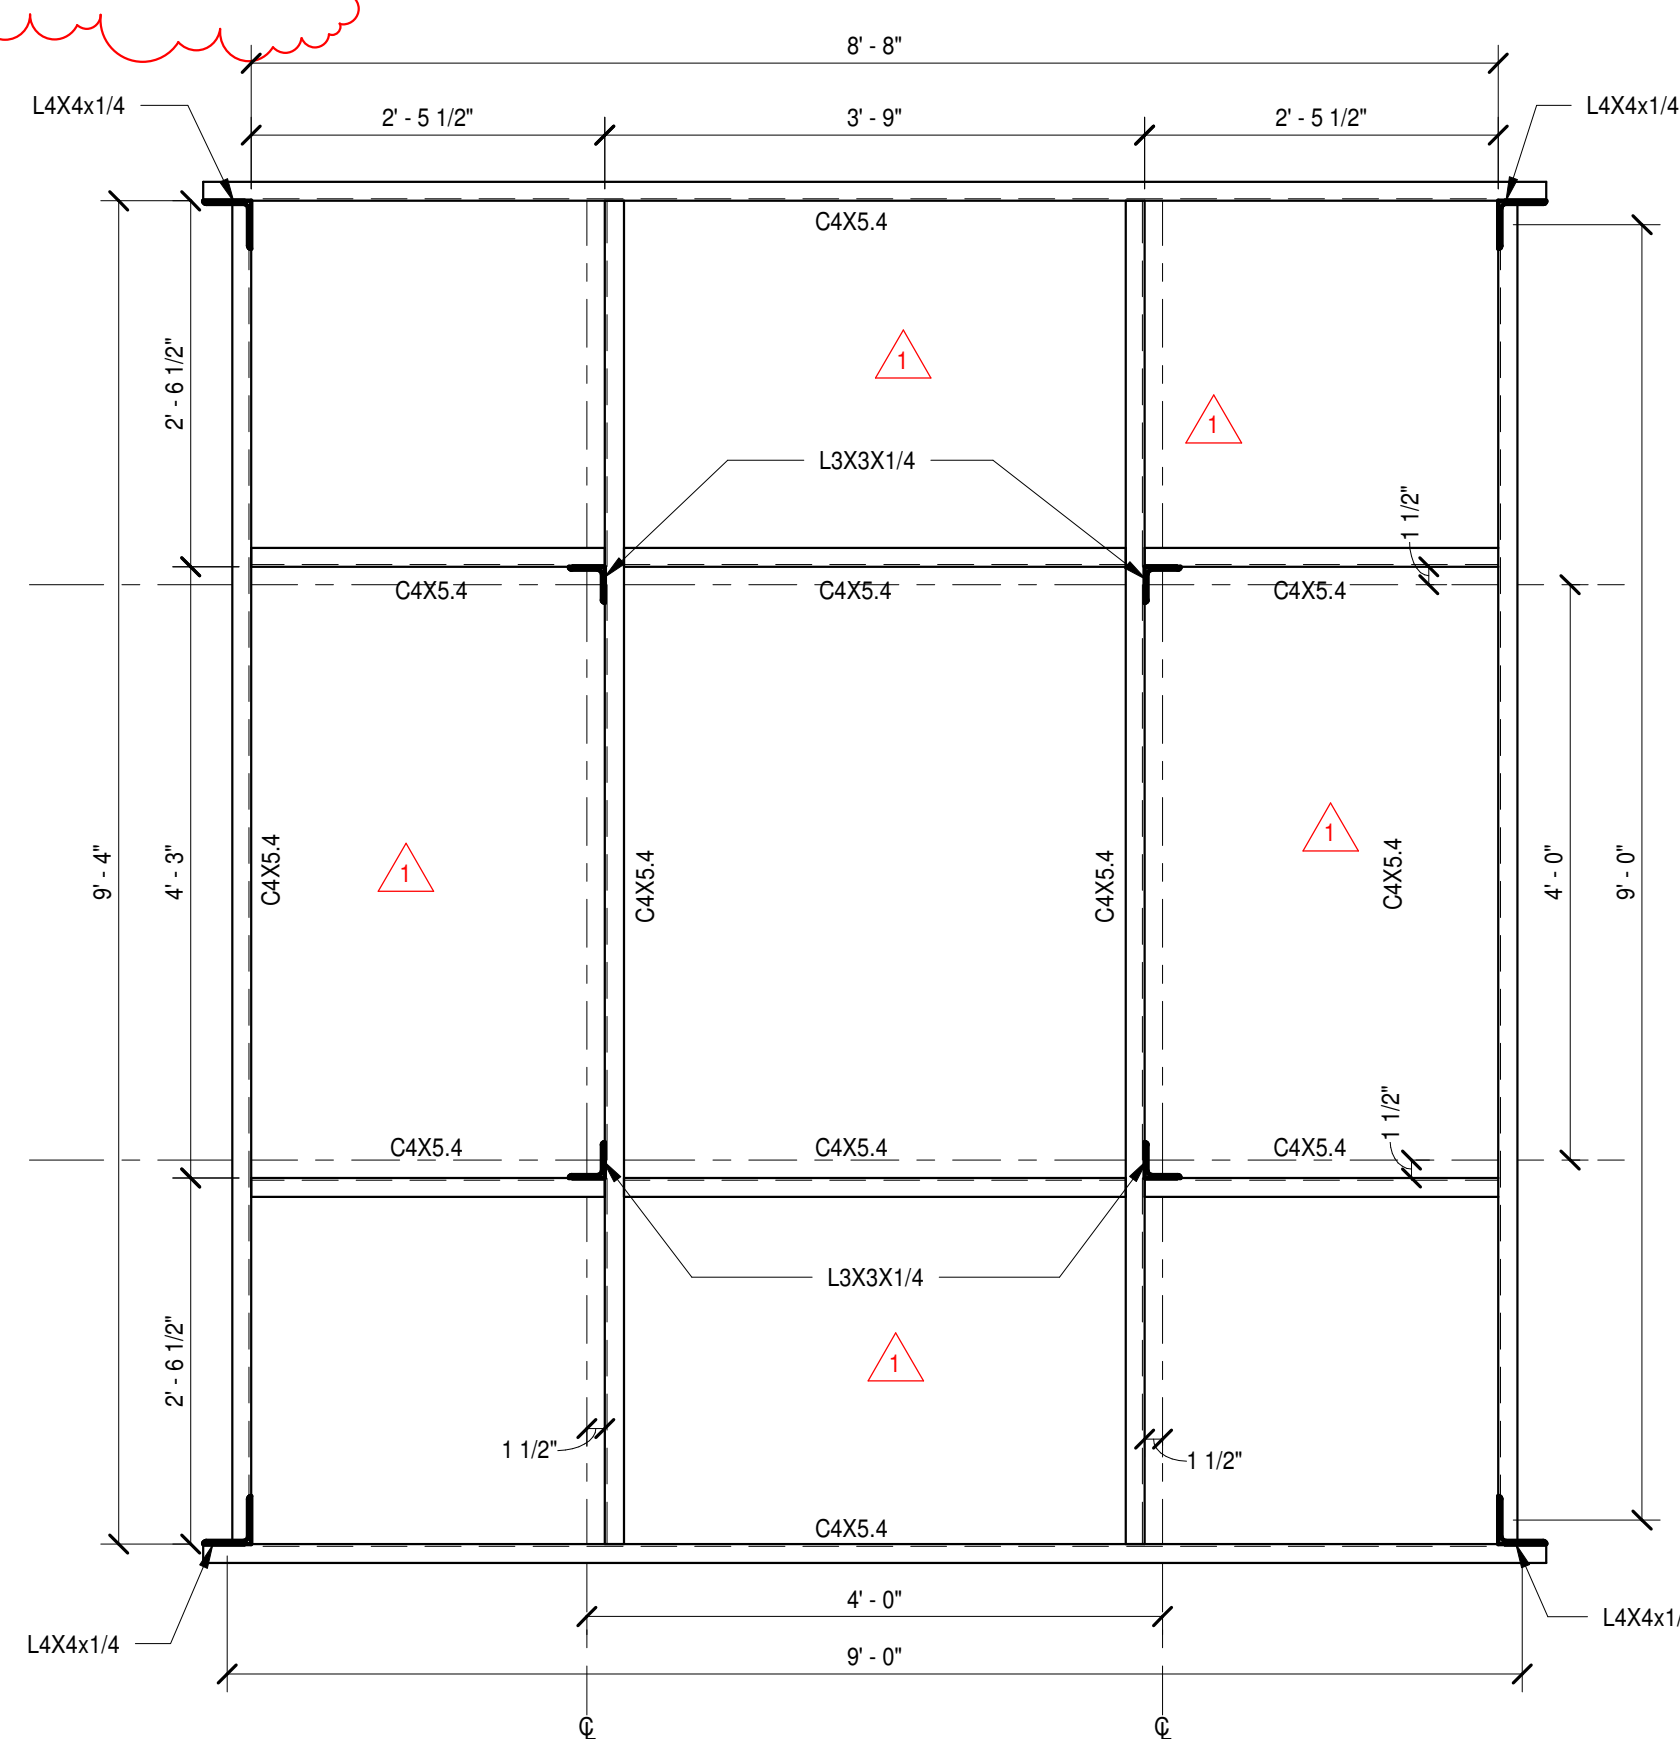 8' - 8"
L4X4x1/4
2' - 5 1/2"
3' - 9"
2' - 5 1/2"
L4X4x1/4
C4X5.4
2' - 6 1/2"
1
1
L3X3X1/4
1 1/2"
C4X5.4
C4X5.4
C4X5.4
9' - 4"
4' - 3"
C4X5.4
1
C4X5.4
C4X5.4
1
C4X5.4
4' - 0"
9' - 0"
1 1/2"
C4X5.4
C4X5.4
C4X5.4
L3X3X1/4
2' - 6 1/2"
1
1 1/2"
1 1/2"
C4X5.4
4' - 0"
L4X4x1/4
L4X4x1/
9' - 0"
℄
℄